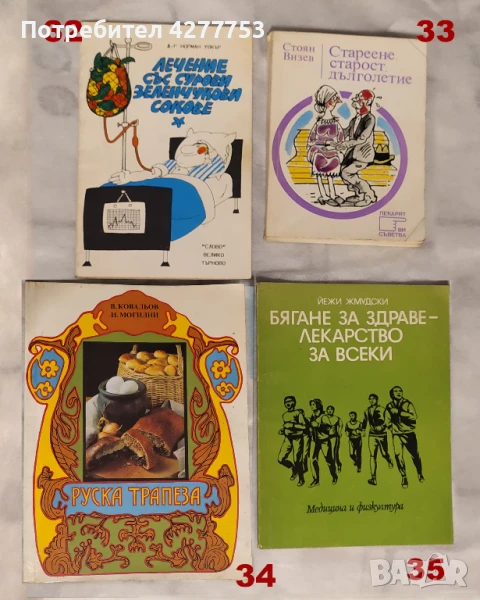 Потребител 4277753
32
33
Д-Р НОРМАН УОКЪР
ЛЕЧЕНИЕ
СЪС СУРОВИ
ЗЕЛЕНЧУКОВИ
СОКОВЕ
"СЛОВО"
ВЕЛИКО
ТЪРНОВО
Стоян
Визев
Стареене
старост
дълголетие
ЛЕКАРЯТ
ВИ
СЪВЕТВА
В. КОВАЛЬОВ
Н. МОГИЛНИ
РУСКА ТРАПЕЗА
34
ЙЕЖИ ЖМУДСКИ
БЯГАНЕ ЗА ЗДРАВЕ –
ЛЕКАРСТВО
ЗА ВСЕКИ
Медицина и физкултура
35
BAZAR.bg